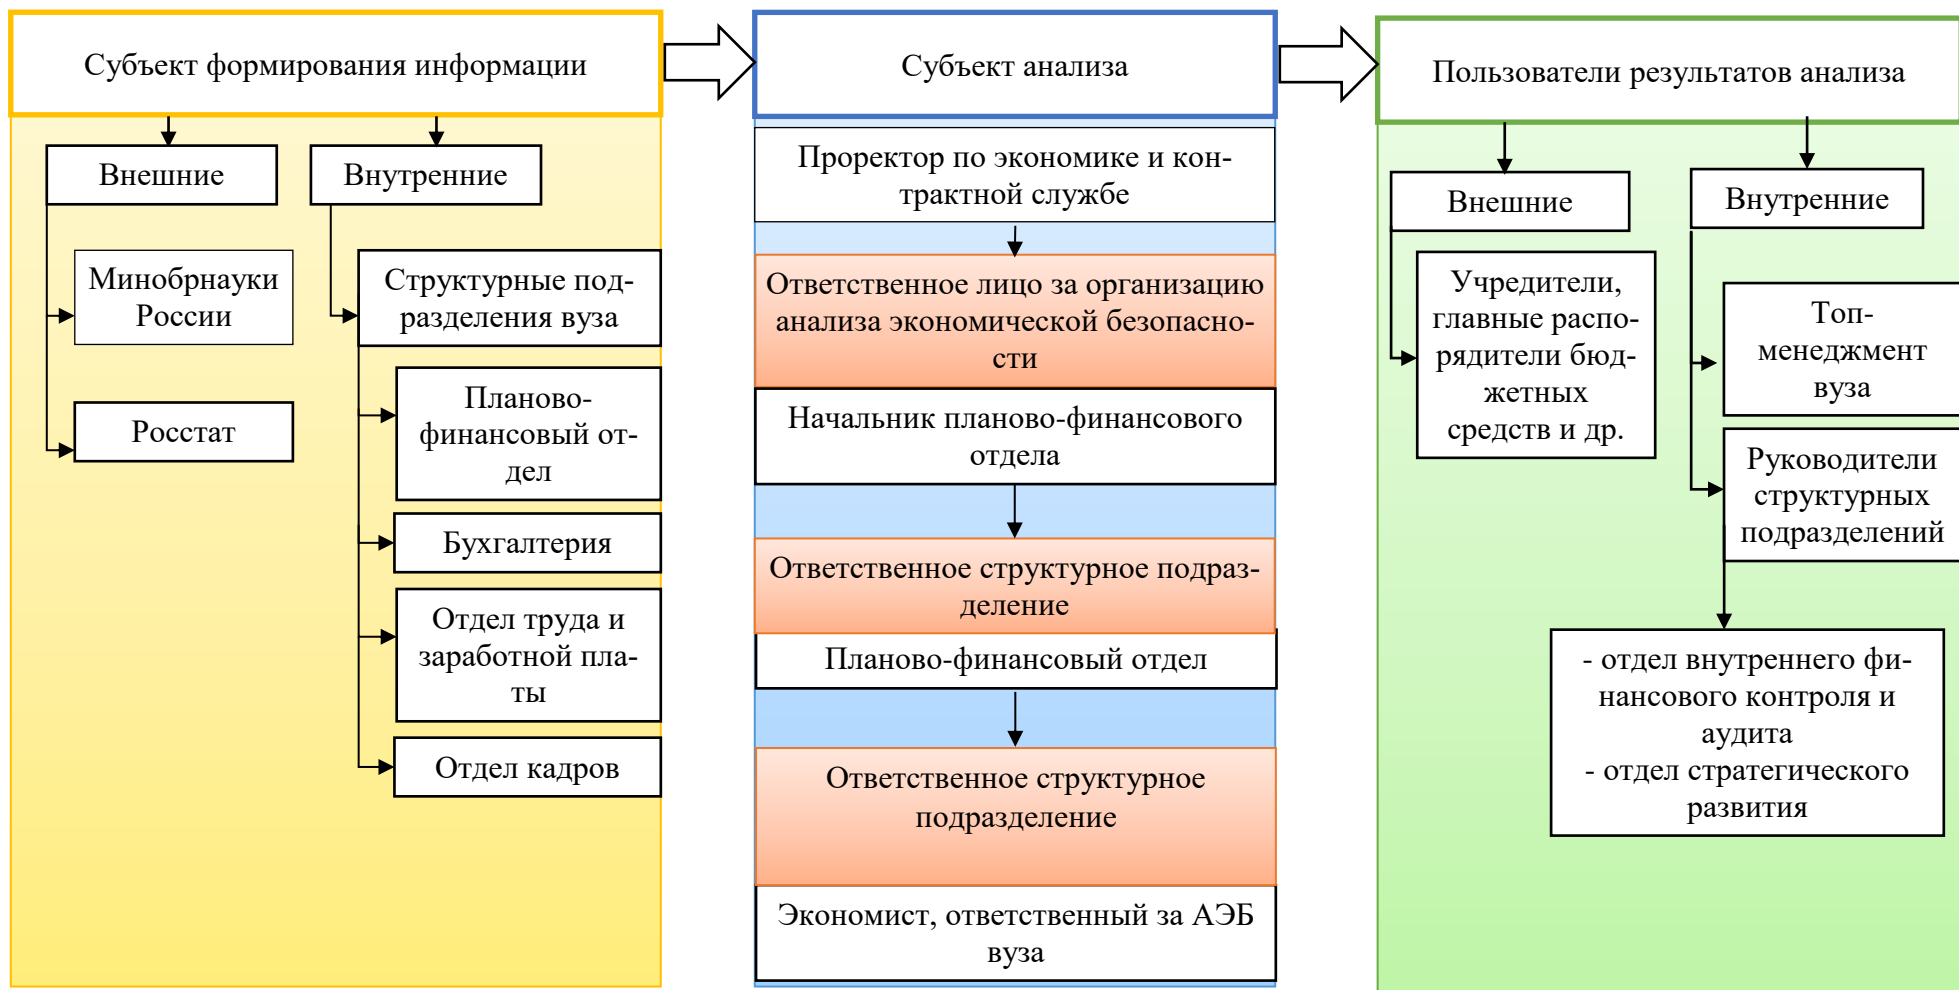 Субъект формирования информации
Внешние
Минобрнауки
России
Росстат
Внутренние
Структурные под-
разделения вуза
Планово-
финансовый от-
дел
Бухгалтерия
Отдел труда и
заработной пла-
ты
Отдел кадров
Субъект анализа
Проректор по экономике и кон-
трактной службе
Ответственное лицо за организацию
анализа экономической безопасно-
сти
Начальник планово-финансового
отдела
Ответственное структурное подраз-
деление
Планово-финансовый отдел
Ответственное структурное
подразделение
Экономист, ответственный за АЭБ
вуза
Пользователи результатов анализа
Внешние
Учредители,
главные распо-
рядители бюд-
жетных
средств и др.
Внутренние
Топ-
менеджмент
вуза
Руководители
структурных
подразделений
- отдел внутреннего фи-
нансового контроля и
аудита
- отдел стратегического
развития